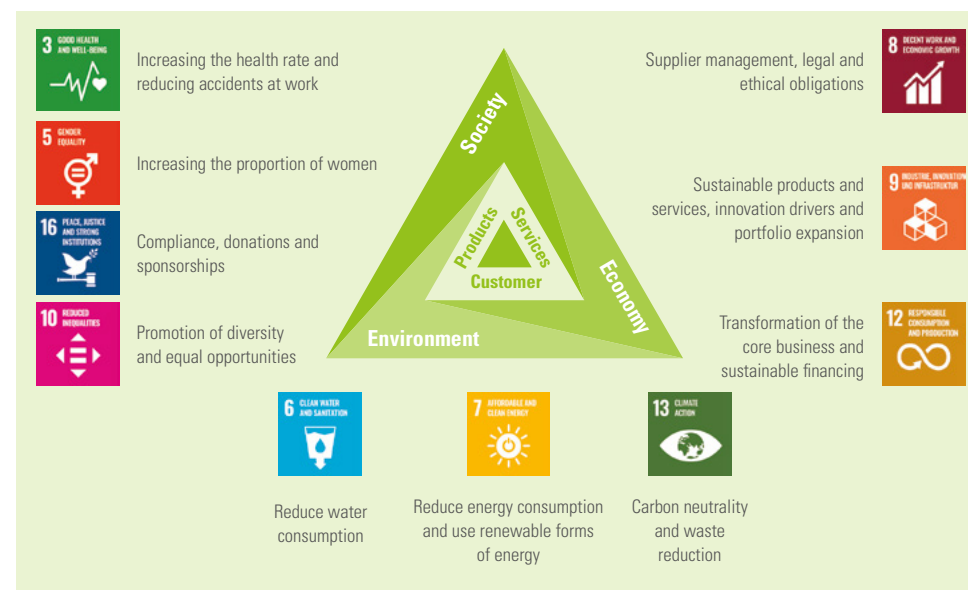 3 GOOD HEALTH
AND WELL-BEING
Increasing the health rate and
reducing accidents at work
5 GENDER
EQUALITY
Increasing the proportion of women
16 PEACE, JUSTICE
AND STRONG
INSTITUTIONS
Compliance, donations and
sponsorships
10 REDUCED
INEQUALITIES
Promotion of diversity
and equal opportunities
Society
Economy
Environment
Products
Services
Customer
8 DECENT WORK AND
ECONOMIC GROWTH
Supplier management, legal and
ethical obligations
9 INDUSTRIE, INNOVATION
UND INFRASTRUKTUR
Sustainable products and
services, innovation drivers and
portfolio expansion
12 RESPONSIBLE
CONSUMPTION
AND PRODUCTION
Transformation of the
core business and
sustainable financing
6 CLEAN WATER
AND SANITATION
Reduce water
consumption
7 AFFORDABLE AND
CLEAN ENERGY
Reduce energy consumption
and use renewable forms
of energy
13 CLIMATE
ACTION
Carbon neutrality
and waste
reduction